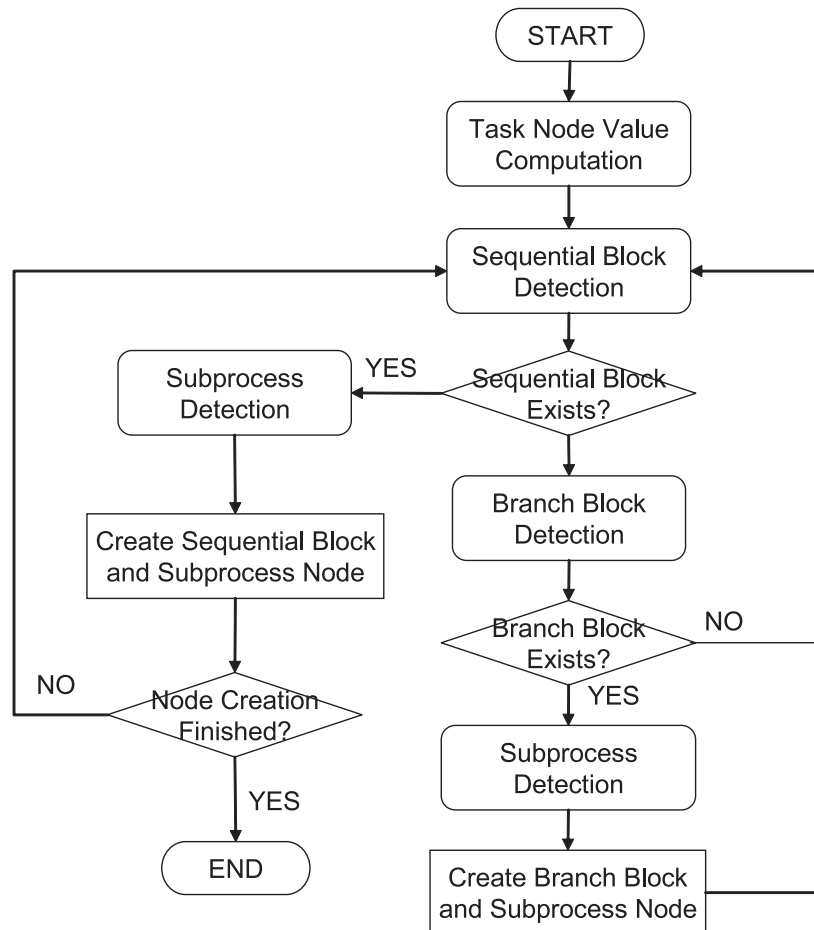 START
Task Node Value
Computation
Sequential Block
Detection
YES
Sequential Block
Exists?
Subprocess
Detection
Branch Block
Detection
Create Sequential Block
and Subprocess Node
Branch Block
Exists?
NO
NO
Node Creation
Finished?
YES
Subprocess
Detection
YES
END
Create Branch Block
and Subprocess Node